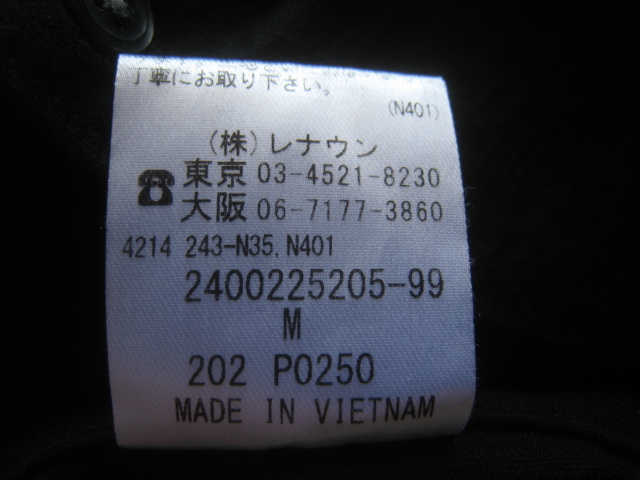 丁寧にお取り下さい。
(N401)
(株)レナウン
☎東京 03-4521-8230
大阪 06-7177-3860
4214 243-N35,N401
2400225205-99
M
202 P0250
MADE IN VIETNAM